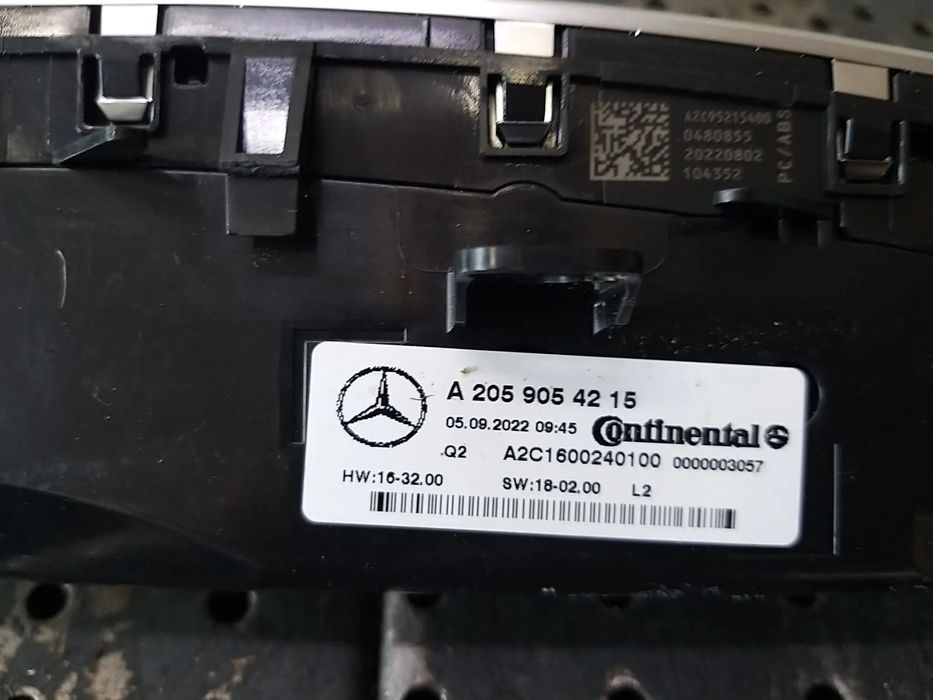 A2C95215400
0480855
20220802
104352
PC/ABS
A 205 905 42 15
05.09.2022 09:45 Continental
Q2 A2C1600240100 0000003057
HW:16-32.00 SW:18-02.00 L2